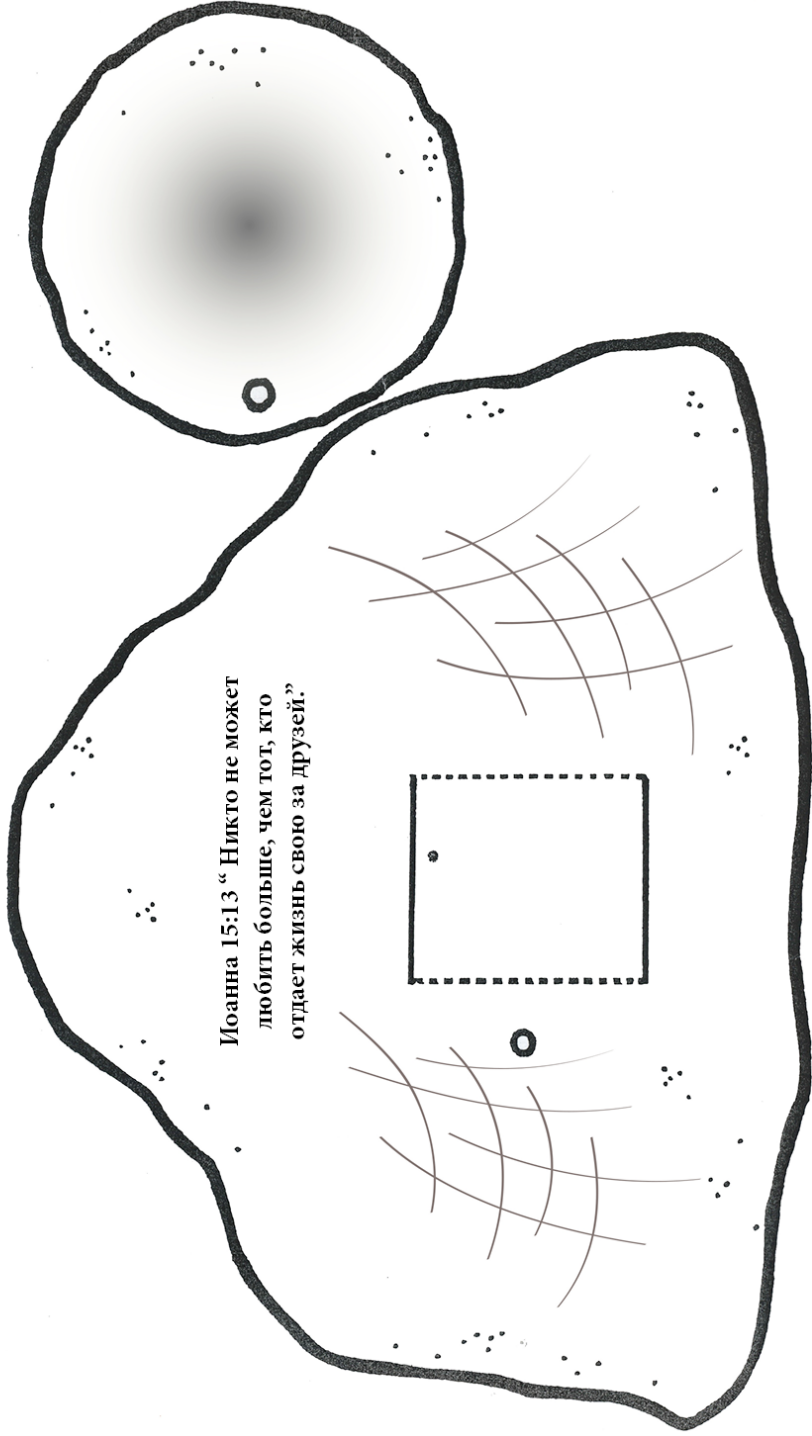 Иоанна 15:13 “ Никто не может
любить больше, чем тот, кто
отдает жизнь свою за друзей.”